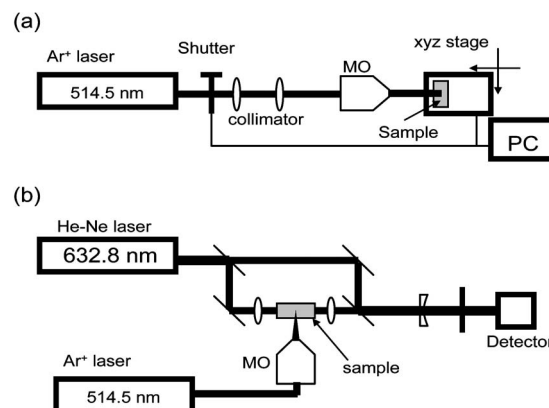 (a)
Ar⁺ laser
514.5 nm
Shutter
collimator
MO
xyz stage
Sample
PC
(b)
He-Ne laser
632.8 nm
MO
sample
Detector
Ar⁺ laser
514.5 nm